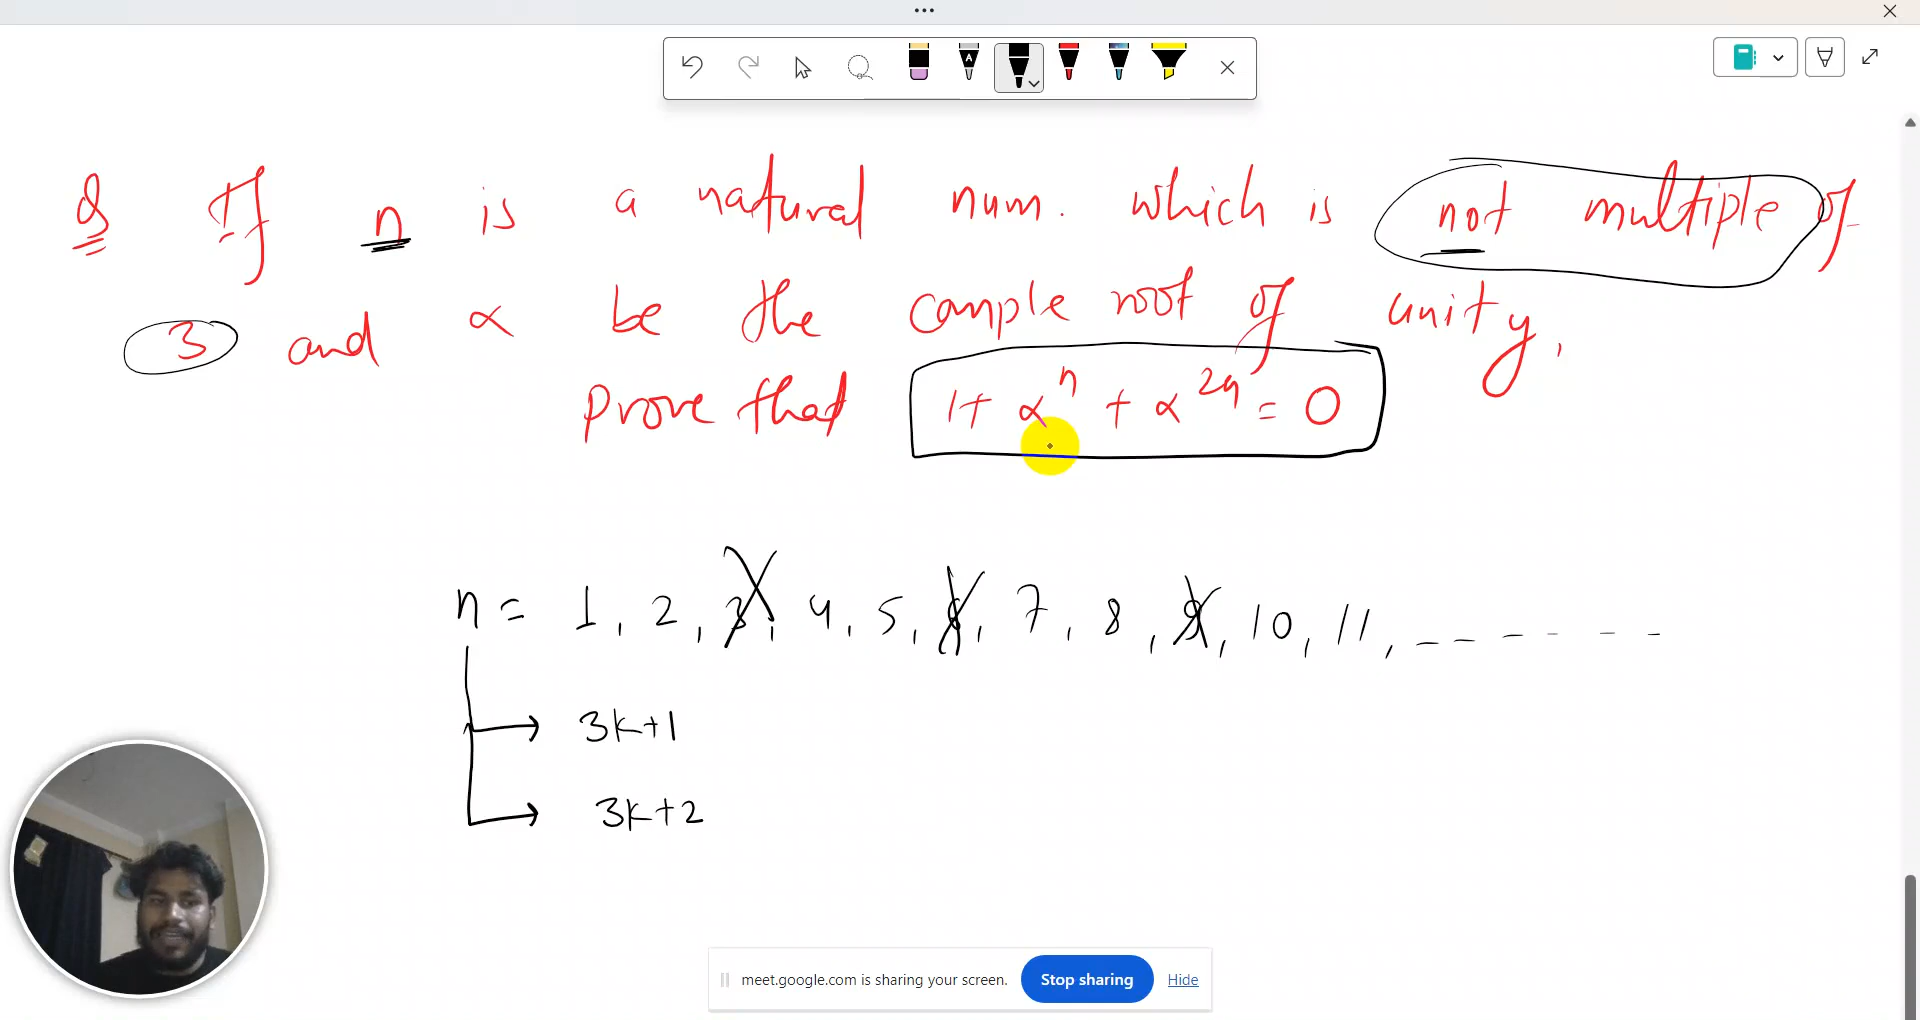 Q If n is a natural num. which is not multiple of
3 and α be the comple root of unity,
prove that 1+ α^n + α^2n = 0
n = 1, 2, 3, 4, 5, 6, 7, 8, 9, 10, 11, ------
3k+1
3k+2
meet.google.com is sharing your screen. Stop sharing Hide